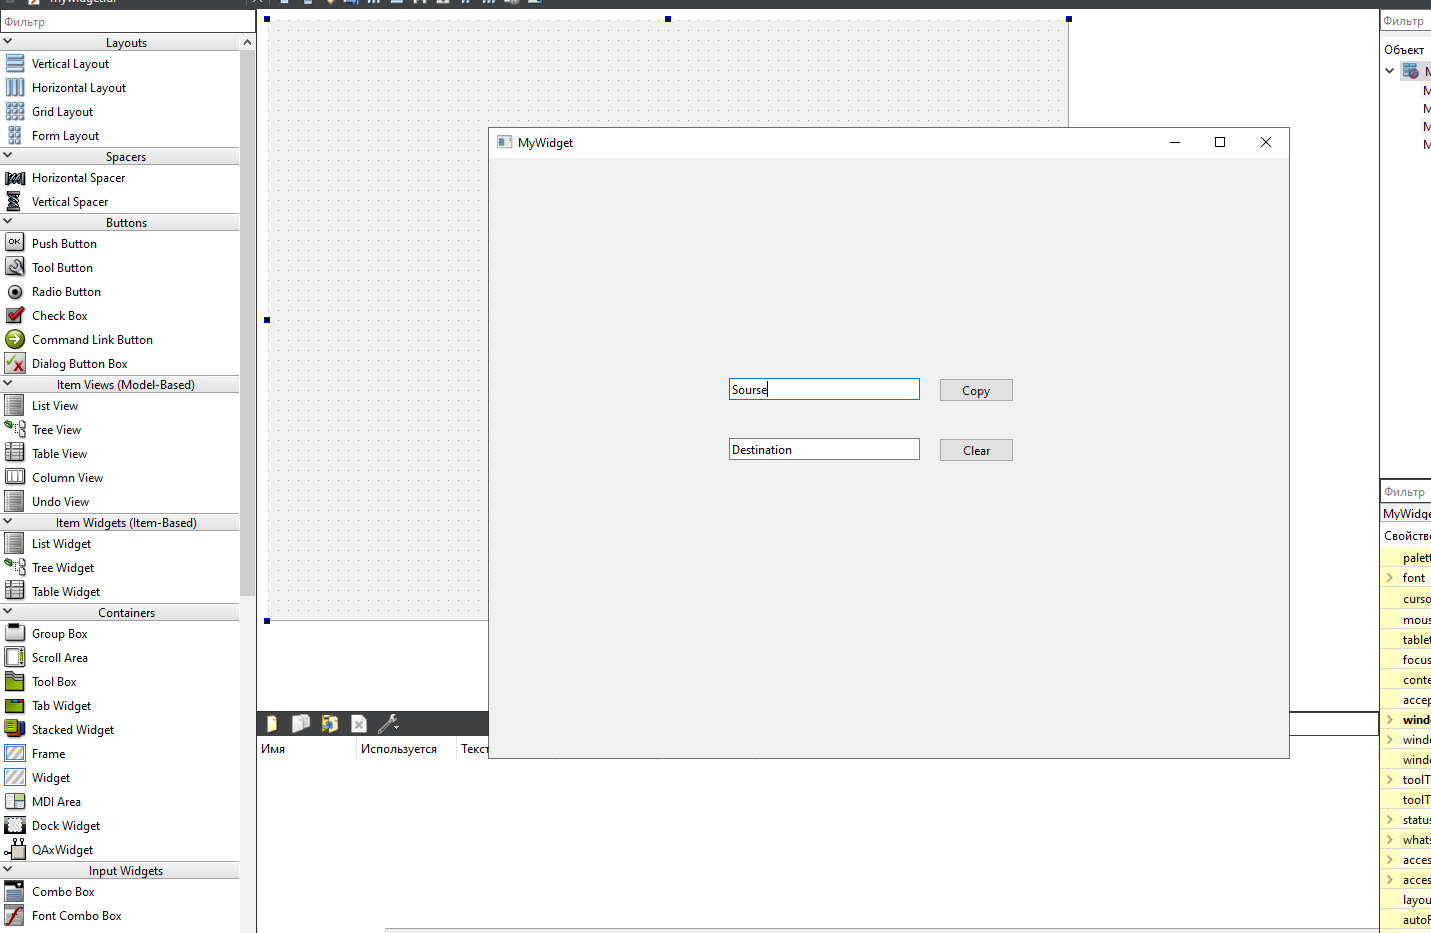 Фильтр
Layouts
Vertical Layout
Horizontal Layout
Grid Layout
Form Layout
Spacers
Horizontal Spacer
Vertical Spacer
Buttons
OK
Push Button
Tool Button
Radio Button
Check Box
Command Link Button
Dialog Button Box
Item Views (Model-Based)
List View
Tree View
Table View
Column View
Undo View
Item Widgets (Item-Based)
List Widget
Tree Widget
Table Widget
Containers
Group Box
Scroll Area
Tool Box
Tab Widget
Stacked Widget
Frame
Widget
MDI Area
Dock Widget
QAxWidget
Input Widgets
Combo Box
Font Combo Box
MyWidget
Sourse
Copy
Destination
Clear
Имя
Используется
Текст
Фильтр
Объект
M
M
M
M
M
Фильтр
MyWidge
Свойство
palett
font
curso
mous
tablet
focus
conte
accep
windo
windo
windo
toolT
toolT
status
whats
acces
acces
layou
autoF